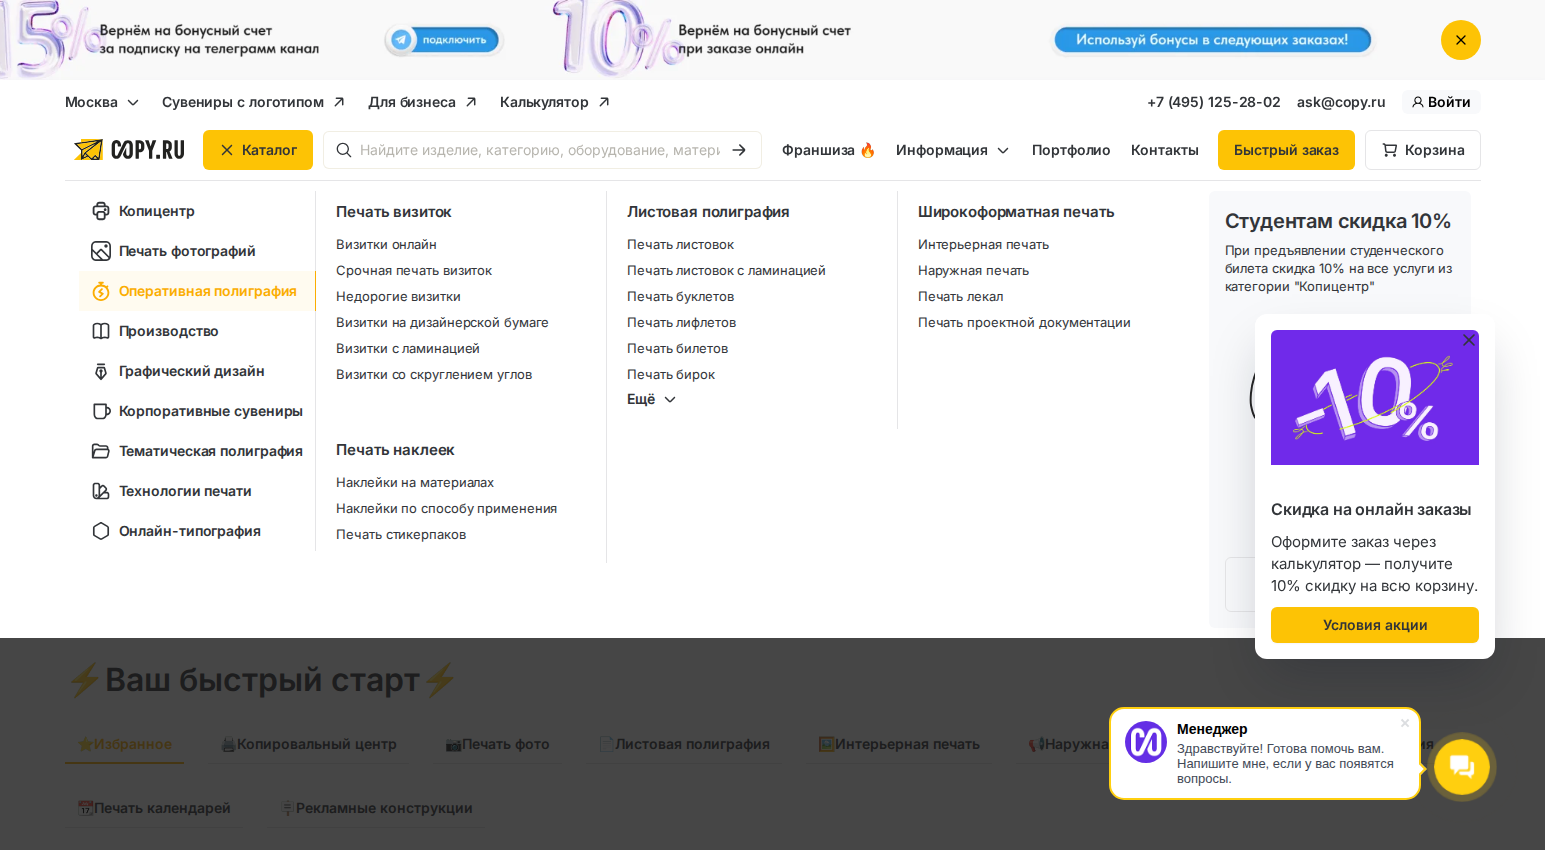 15%
Вернём на бонусный счет
за подписку на телеграмм канал
подключить
10%
Вернём на бонусный счет
при заказе онлайн
Используй бонусы в следующих заказах!
Москва
Сувениры с логотипом
Для бизнеса
Калькулятор
+7 (495) 125-28-02
ask@copy.ru
Войти
COPY.RU
Каталог
Найдите изделие, категорию, оборудование, матери
Франшиза 🔥
Информация
Портфолио
Контакты
Быстрый заказ
Корзина
Копицентр
Печать фотографий
Оперативная полиграфия
Производство
Графический дизайн
Корпоративные сувениры
Тематическая полиграфия
Технологии печати
Онлайн-типография
Печать визиток
Визитки онлайн
Срочная печать визиток
Недорогие визитки
Визитки на дизайнерской бумаге
Визитки с ламинацией
Визитки со скруглением углов
Печать наклеек
Наклейки на материалах
Наклейки по способу применения
Печать стикерпаков
Листовая полиграфия
Печать листовок
Печать листовок с ламинацией
Печать буклетов
Печать лифлетов
Печать билетов
Печать бирок
Ещё
Широкоформатная печать
Интерьерная печать
Наружная печать
Печать лекал
Печать проектной документации
Студентам скидка 10%
При предъявлении студенческого
билета скидка 10% на все услуги из
категории "Копицентр"
-10%
Скидка на онлайн заказы
Оформите заказ через
калькулятор — получите
10% скидку на всю корзину.
Условия акции
⚡Ваш быстрый старт⚡
⭐Избранное
🖨️Копировальный центр
📷Печать фото
📄Листовая полиграфия
🖼️Интерьерная печать
📢Наружна
📆Печать календарей
🪧Рекламные конструкции
Менеджер
Здравствуйте! Готова помочь вам.
Напишите мне, если у вас появятся
вопросы.